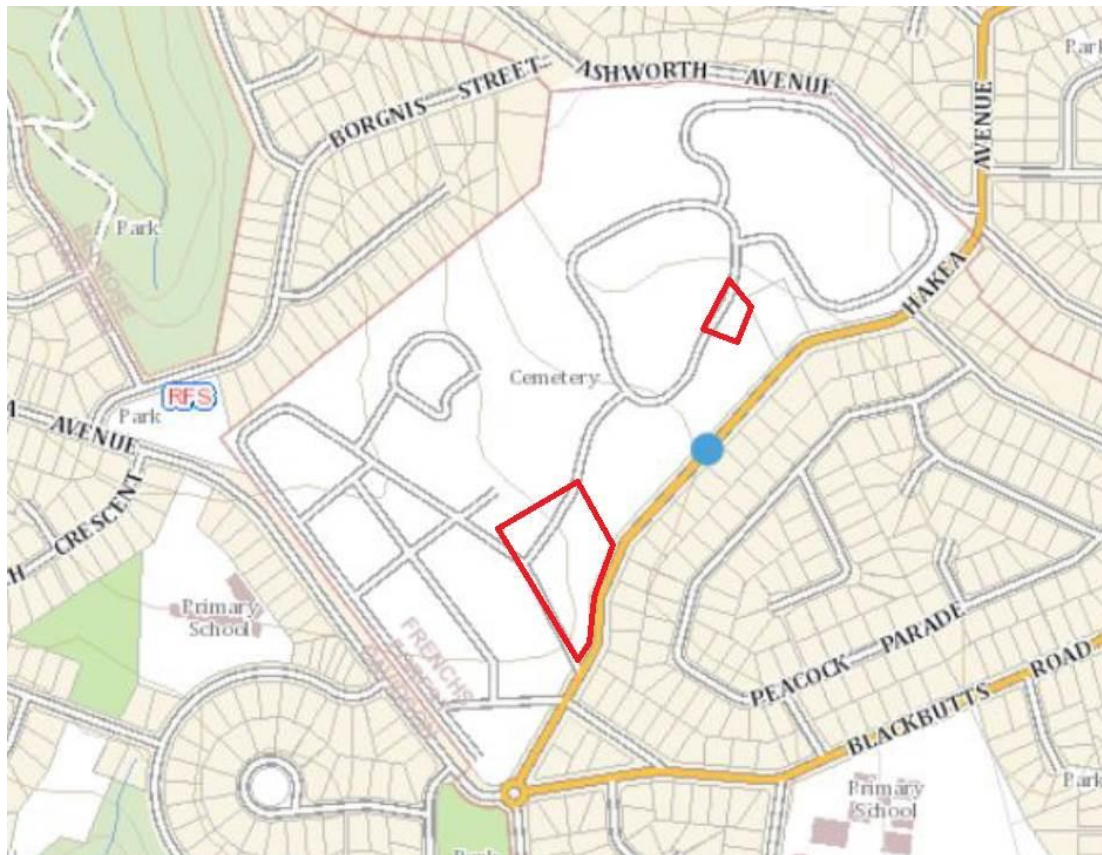 Park
ASHWORTH AVENUE
BORGNIS STREET
AVENUE
Park
HAKEA
Cemetery
RFS
Park
AVENUE
CRESCENT
Primary
School
FRENCHS
PEACOCK PARADE
BLACKBUTTS ROAD
Park
Primary
School
Park